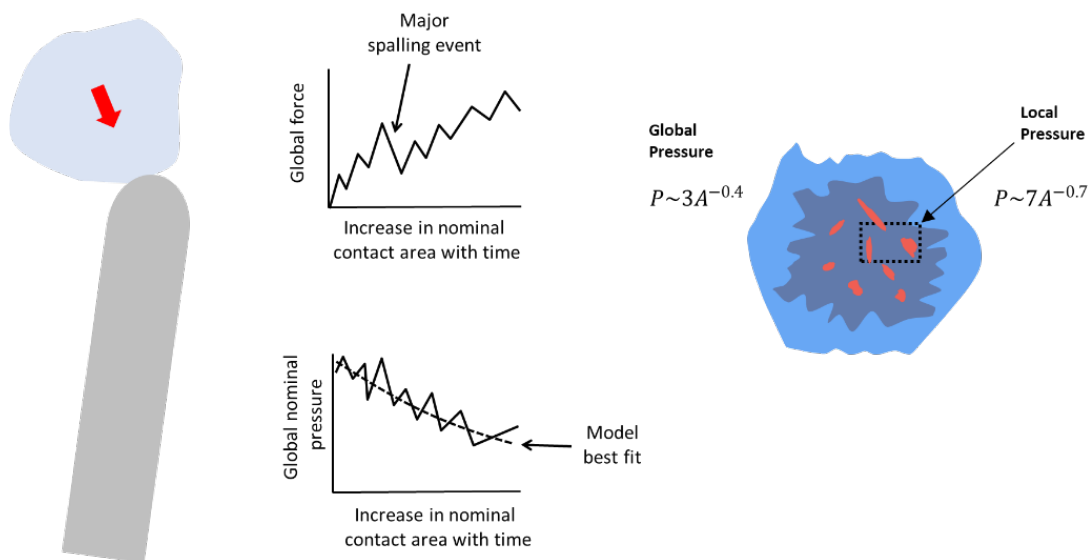 Major
spalling event
Global force
Increase in nominal
contact area with time
Global nominal
pressure
Increase in nominal
contact area with time
Model
best fit
Global
Pressure
P~3A^{-0.4}
Local
Pressure
P~7A^{-0.7}